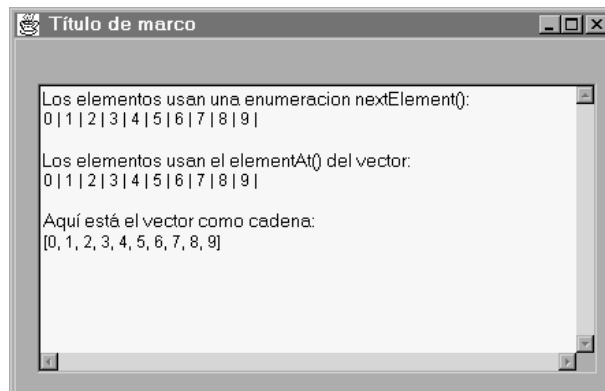 Título de marco
Los elementos usan una enumeracion nextElement():
0 | 1 | 2 | 3 | 4 | 5 | 6 | 7 | 8 | 9 |
Los elementos usan el elementAt() del vector:
0 | 1 | 2 | 3 | 4 | 5 | 6 | 7 | 8 | 9 |
Aquí está el vector como cadena:
[0, 1, 2, 3, 4, 5, 6, 7, 8, 9]